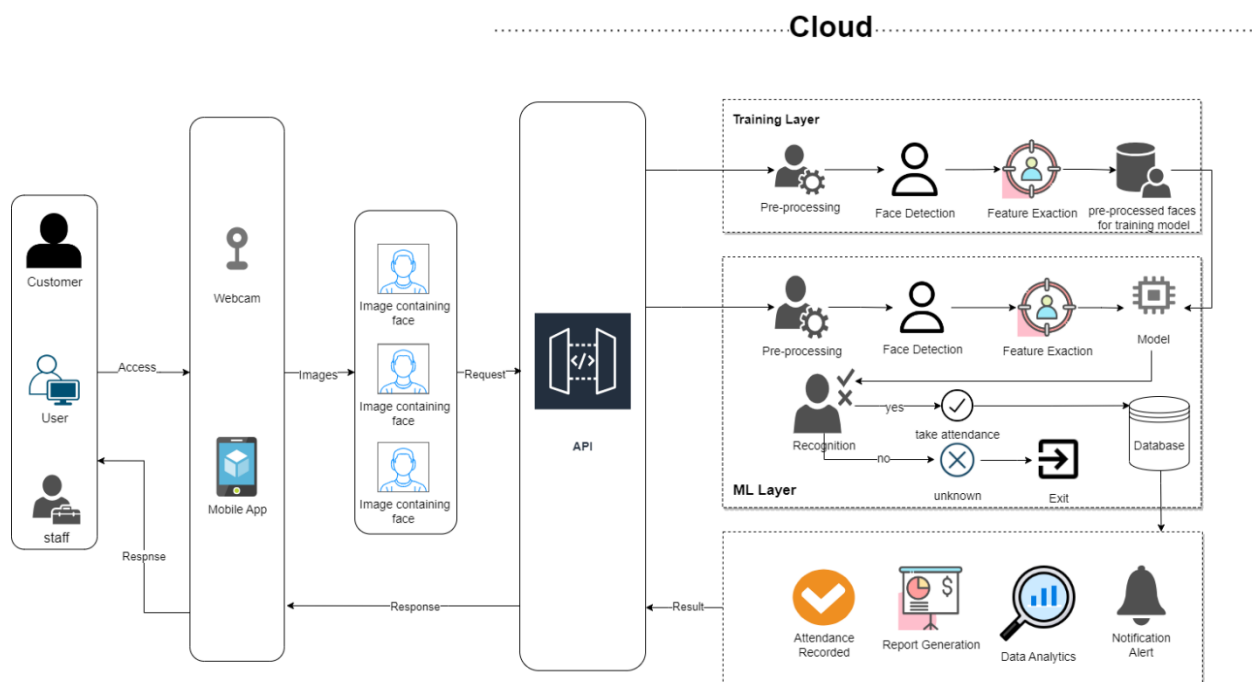 Cloud
Customer
User
staff
Access
Respnse
Webcam
Mobile App
Images
Image containing
face
Image containing
face
Image containing
face
Request
Response
</>
API
Training Layer
Pre-processing
Face Detection
Feature Exaction
pre-processed faces
for training model
Pre-processing
Face Detection
Feature Exaction
Model
Recognition
yes
take attendance
Database
no
unknown
Exit
ML Layer
Result
Attendance
Recorded
$
Report Generation
Data Analytics
Notification
Alert